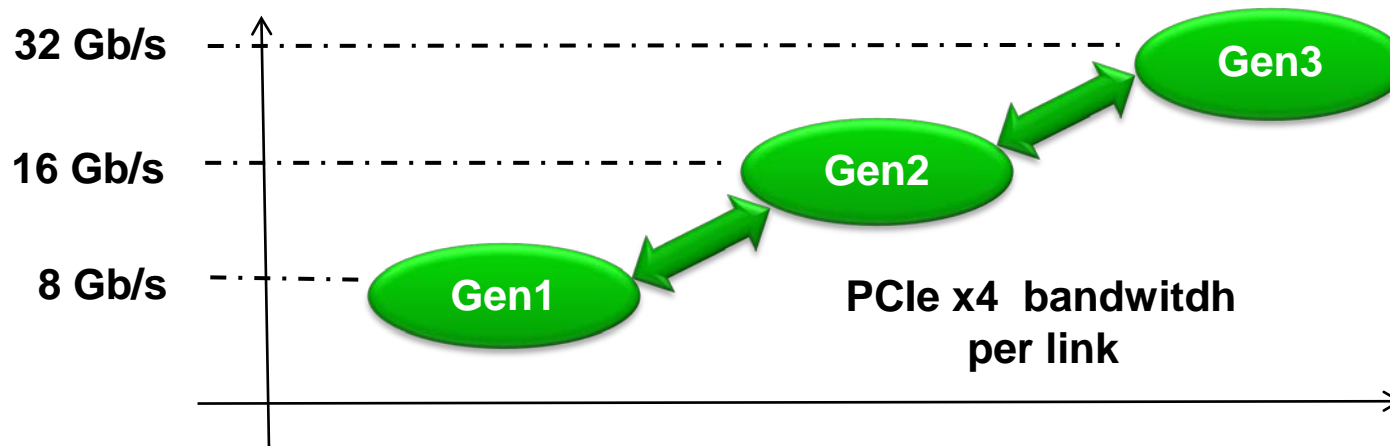 32 Gb/s
Gen3
16 Gb/s
Gen2
8 Gb/s
Gen1
PCIe x4 bandwitdh
per link